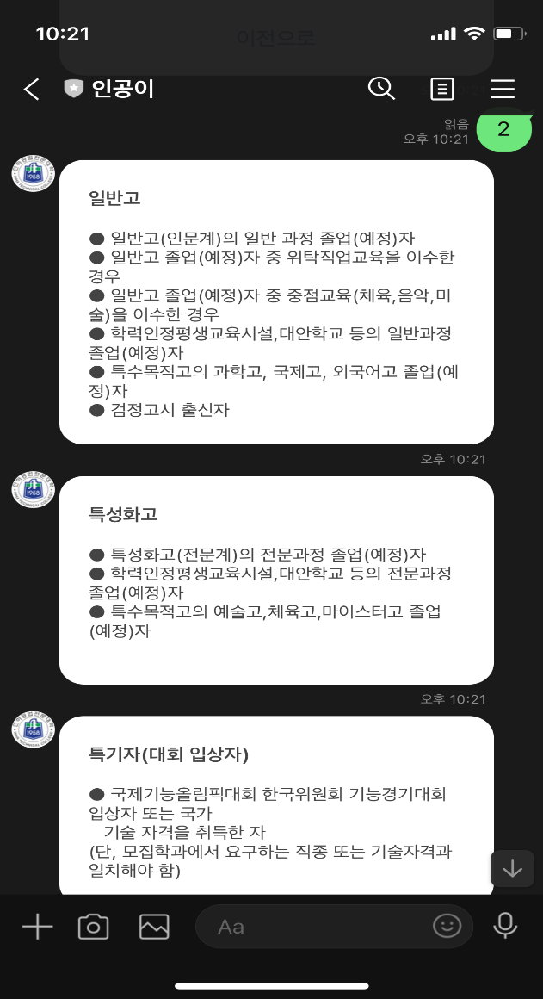 10:21
이전으로
인공이
읽음
오후 10:21
2
일반고
● 일반고(인문계)의 일반 과정 졸업(예정)자
● 일반고 졸업(예정)자 중 위탁직업교육을 이수한
경우
● 일반고 졸업(예정)자 중 중점교육(체육,음악,미
술)을 이수한 경우
● 학력인정평생교육시설,대안학교 등의 일반과정
졸업(예정)자
● 특수목적고의 과학고, 국제고, 외국어고 졸업(예
정)자
● 검정고시 출신자
오후 10:21
1958
특성화고
● 특성화고(전문계)의 전문과정 졸업(예정)자
● 학력인정평생교육시설,대안학교 등의 전문과정
졸업(예정)자
● 특수목적고의 예술고,체육고,마이스터고 졸업
(예정)자
오후 10:21
1958
특기자(대회 입상자)
● 국제기능올림픽대회 한국위원회 기능경기대회
입상자 또는 국가
기술 자격을 취득한 자
(단, 모집학과에서 요구하는 직종 또는 기술자격과
일치해야 함)
1958
Aa